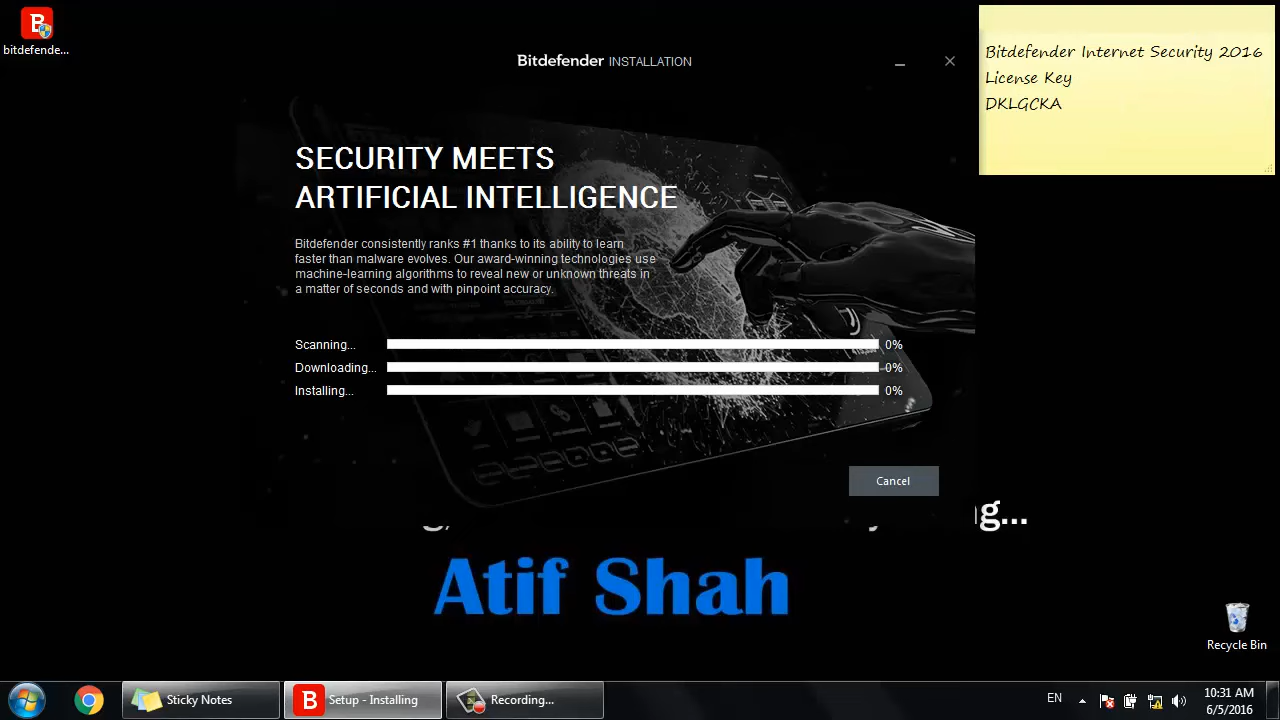 bitdefende...
Bitdefender INSTALLATION
Bitdefender Internet Security 2016
License Key
DKLGCKA
SECURITY MEETS
ARTIFICIAL INTELLIGENCE
Bitdefender consistently ranks #1 thanks to its ability to learn
faster than malware evolves. Our award-winning technologies use
machine-learning algorithms to reveal new or unknown threats in
a matter of seconds and with pinpoint accuracy.
Scanning... 0%
Downloading... 0%
Installing... 0%
Cancel
Atif Shah
Recycle Bin
Sticky Notes
Setup - Installing
Recording...
EN
10:31 AM
6/5/2016